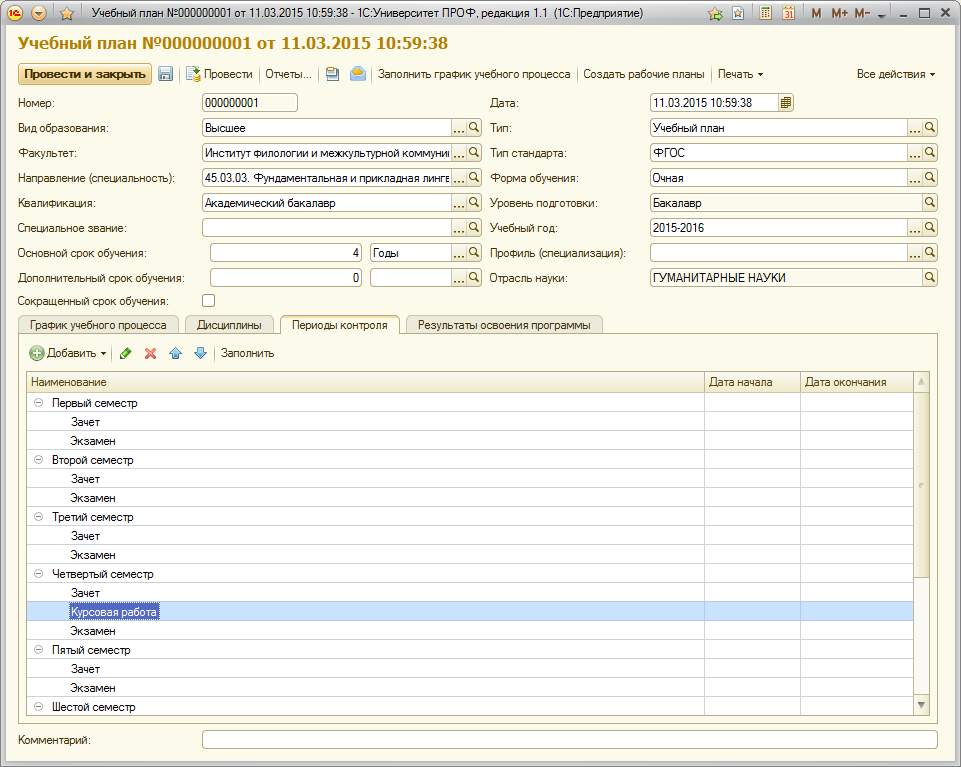 Учебный план №000000001 от 11.03.2015 10:59:38 - 1С:Университет ПРОФ, редакция 1.1 (1С:Предприятие)
M M+ M-
Учебный план №000000001 от 11.03.2015 10:59:38
Провести и закрыть Провести Отчеты... Заполнить график учебного процесса Создать рабочие планы Печать Все действия
Номер: 000000001 Дата: 11.03.2015 10:59:38
Вид образования: Высшее ... Тип: Учебный план ...
Факультет: Институт филологии и межкультурной коммуни ... Тип стандарта: ФГОС ...
Направление (специальность): 45.03.03. Фундаментальная и прикладная лингв ... Форма обучения: Очная ...
Квалификация: Академический бакалавр ... Уровень подготовки: Бакалавр
Специальное звание: ... Учебный год: 2015-2016 ...
Основной срок обучения: 4 Годы ... Профиль (специализация): ...
Дополнительный срок обучения: 0 ... Отрасль науки: ГУМАНИТАРНЫЕ НАУКИ
Сокращенный срок обучения:
График учебного процесса Дисциплины Периоды контроля Результаты освоения программы
Добавить Заполнить
Наименование Дата начала Дата окончания
Первый семестр
Зачет
Экзамен
Второй семестр
Зачет
Экзамен
Третий семестр
Зачет
Экзамен
Четвертый семестр
Зачет
Курсовая работа
Экзамен
Пятый семестр
Зачет
Экзамен
Шестой семестр
Комментарий: